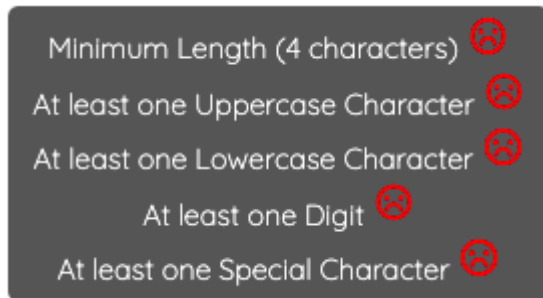 Minimum Length (4 characters)
At least one Uppercase Character
At least one Lowercase Character
At least one Digit
At least one Special Character